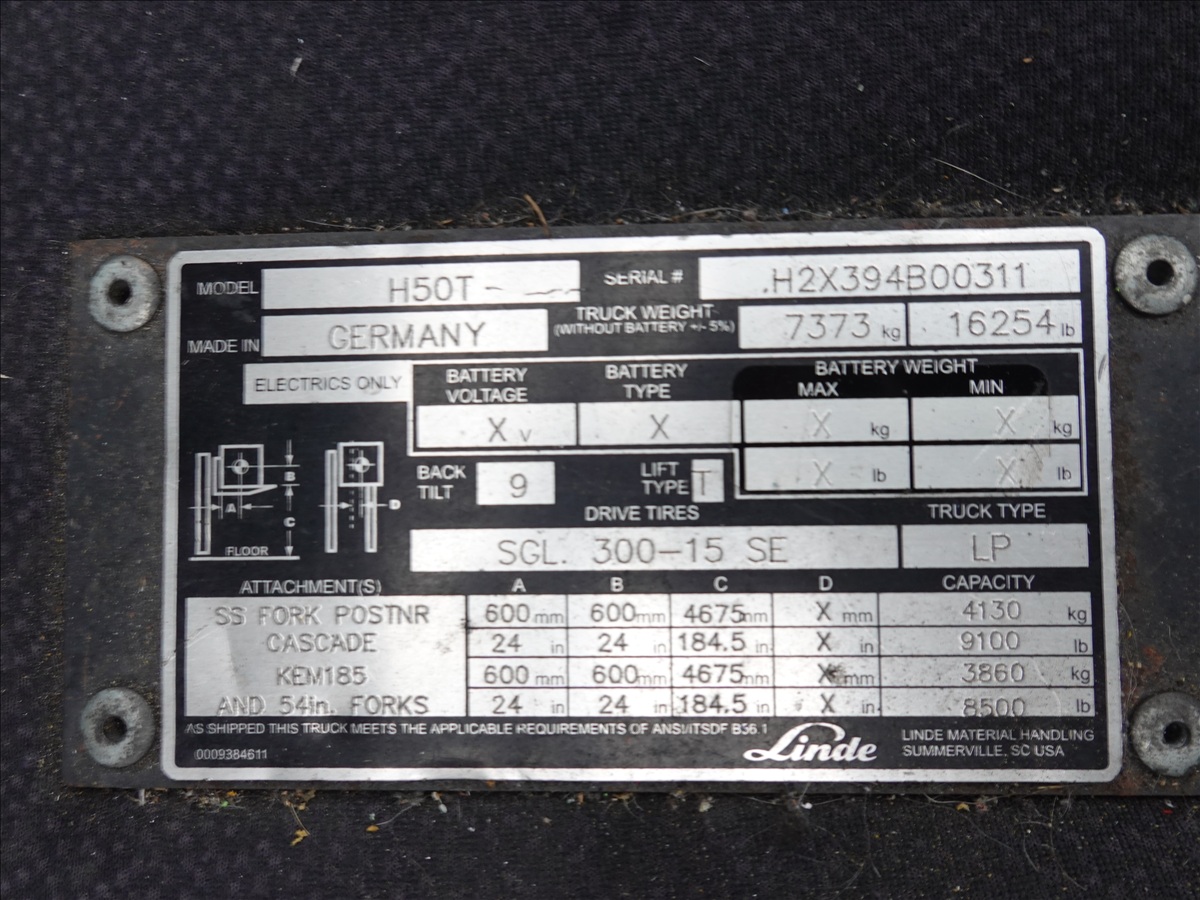 MODEL H50T SERIAL # H2X394B00311
MADE IN GERMANY TRUCK WEIGHT (WITHOUT BATTERY +/- 5%) 7373 kg 16254 lb
ELECTRICS ONLY BATTERY VOLTAGE BATTERY TYPE BATTERY WEIGHT
MAX MIN
X V X X kg X kg
X lb X lb
BACK TILT 9 LIFT TYPE T
A B C D FLOOR
DRIVE TIRES TRUCK TYPE
SGL. 300-15 SE LP
ATTACHMENT(S) A B C D CAPACITY
SS FORK POSTNR 600 mm 600 mm 4675 mm X mm 4130 kg
CASCADE 24 in 24 in 184.5 in X in 9100 lb
KEM185 600 mm 600 mm 4675 mm X mm 3860 kg
AND 54in. FORKS 24 in 24 in 184.5 in X in 8500 lb
AS SHIPPED THIS TRUCK MEETS THE APPLICABLE REQUIREMENTS OF ANSI/ITSDF B56.1
0009384611 Linde LINDE MATERIAL HANDLING
SUMMERVILLE, SC USA